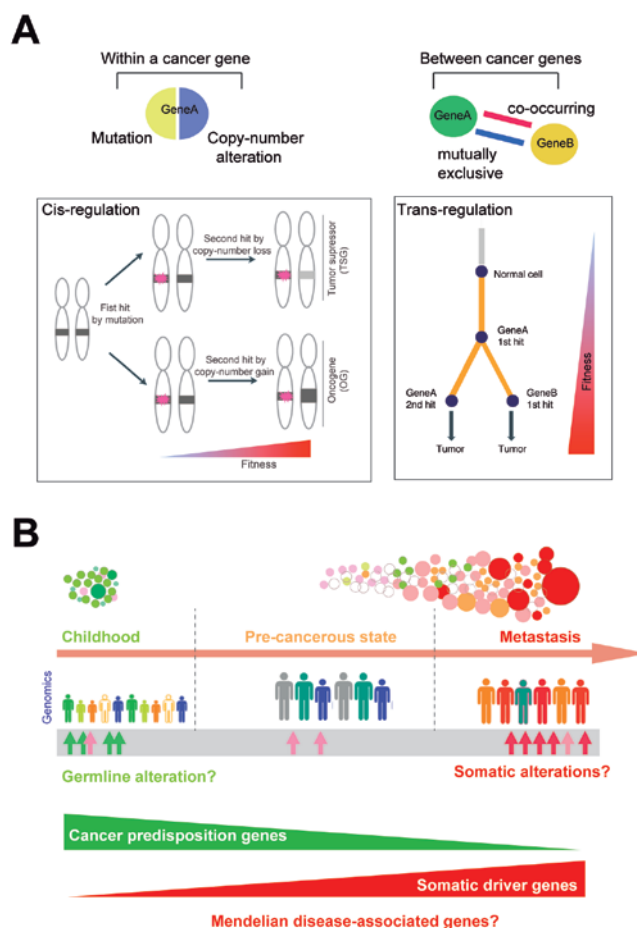 A
Within a cancer gene
GeneA
Mutation
Copy-number
alteration
Between cancer genes
GeneA
co-occurring
GeneB
mutually
exclusive
Cis-regulation
Fist hit
by mutation
Second hit by
copy-number loss
Tumor supressor
(TSG)
Second hit by
copy-number gain
Oncogene
(OG)
Fitness
Trans-regulation
Normal cell
GeneA
1st hit
GeneA
2nd hit
GeneB
1st hit
Tumor
Tumor
Fitness
B
Childhood
Pre-cancerous state
Metastasis
Genomics
Germline alteration?
Somatic alterations?
Cancer predisposition genes
Somatic driver genes
Mendelian disease-associated genes?